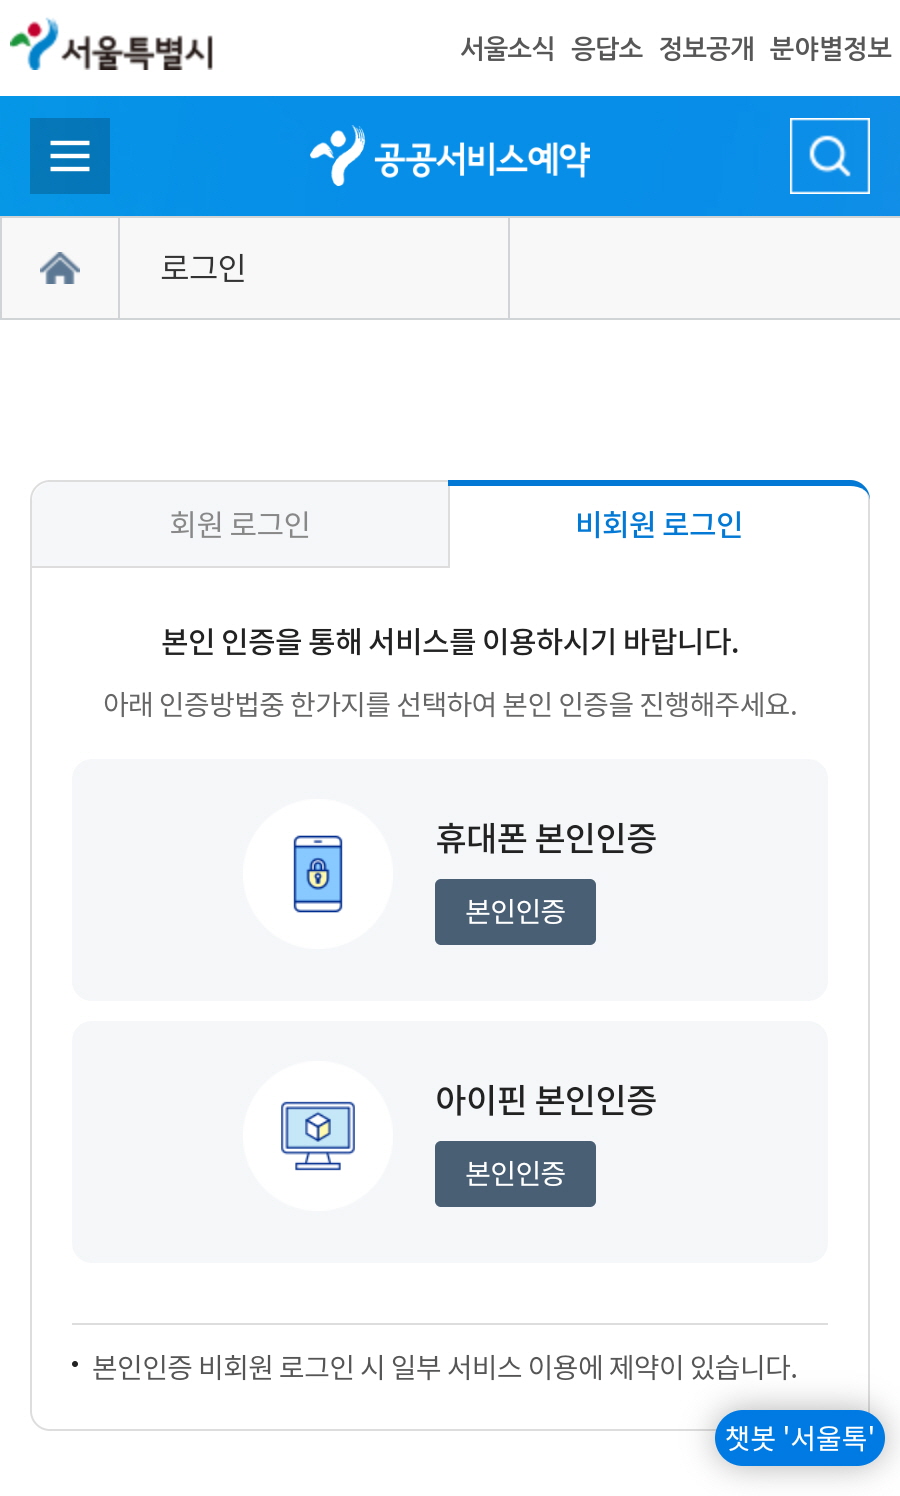 서울특별시
서울소식 응답소 정보공개 분야별정보
공공서비스예약
로그인
회원 로그인
비회원 로그인
본인 인증을 통해 서비스를 이용하시기 바랍니다.
아래 인증방법중 한가지를 선택하여 본인 인증을 진행해주세요.
휴대폰 본인인증
본인인증
아이핀 본인인증
본인인증
• 본인인증 비회원 로그인 시 일부 서비스 이용에 제약이 있습니다.
챗봇 '서울톡'